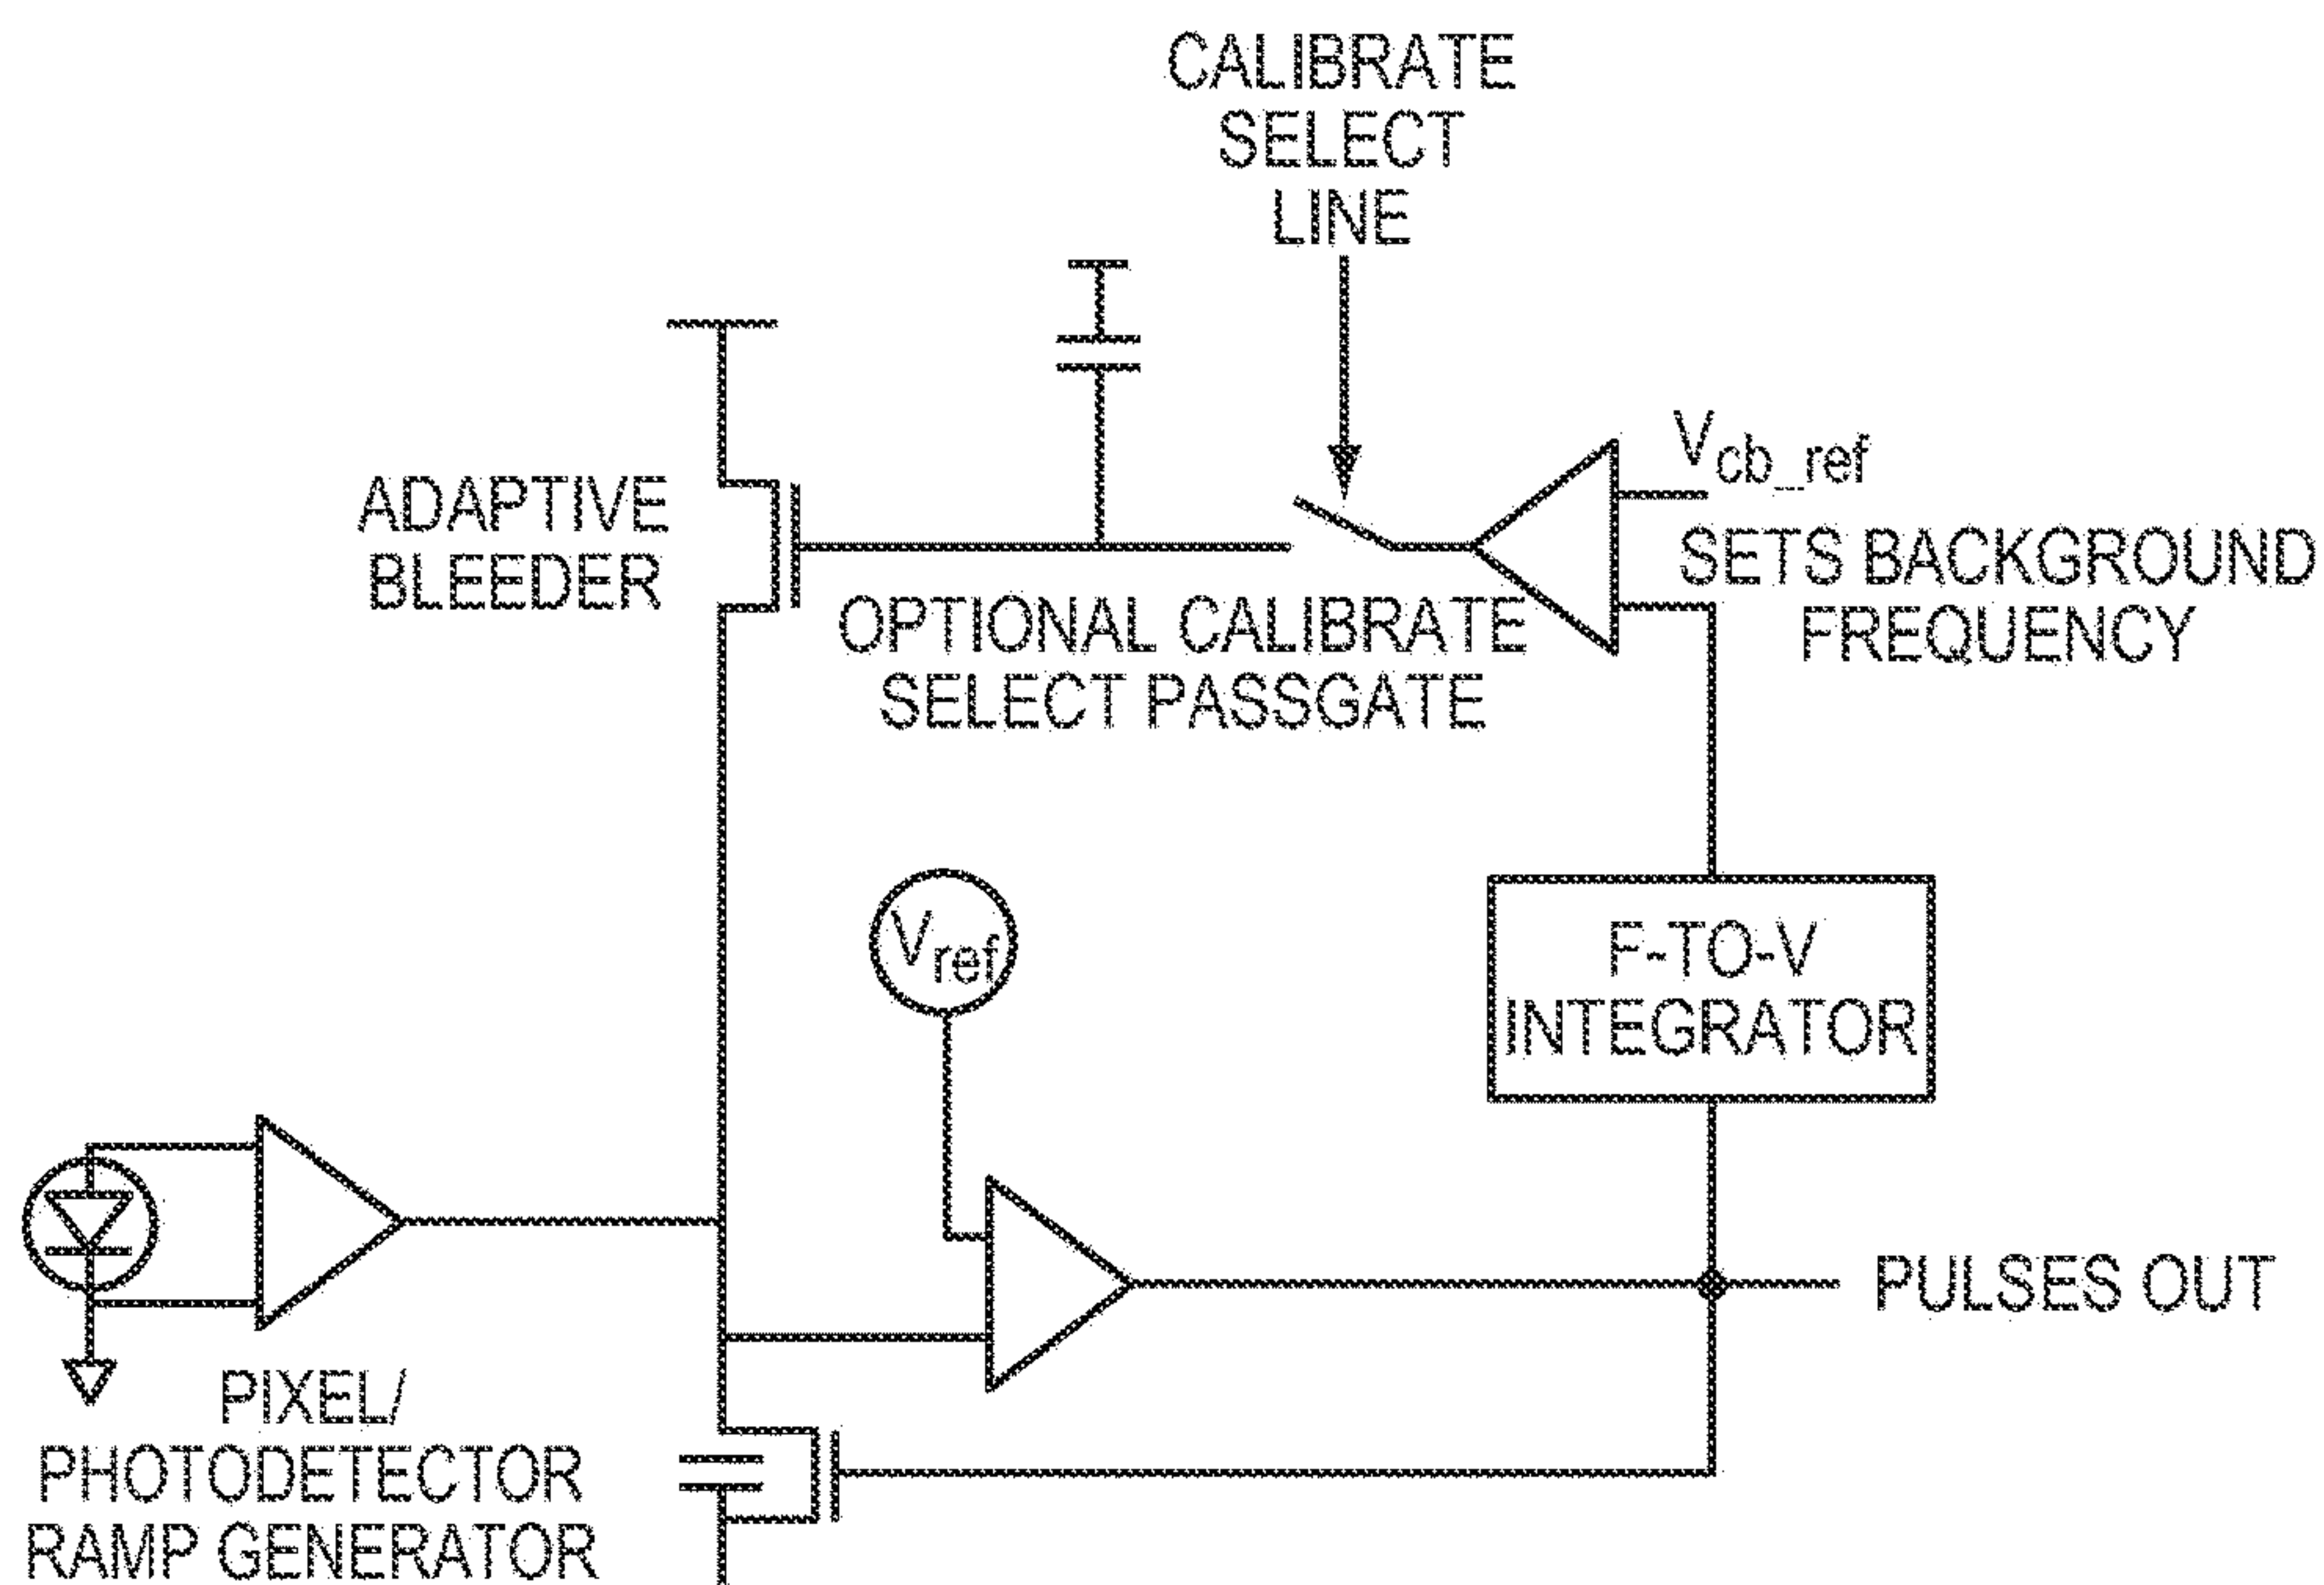 CALIBRATE
SELECT
LINE
ADAPTIVE
BLEEDER
Vcb_ref
SETS BACKGROUND
FREQUENCY
OPTIONAL CALIBRATE
SELECT PASSGATE
Vref
F-TO-V
INTEGRATOR
PULSES OUT
PIXEL/
PHOTODETECTOR
RAMP GENERATOR